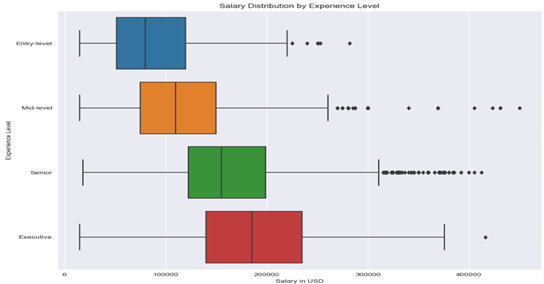 Salary Distribution by Experience Level
Experience Level
Entry-level
Mid-level
Senior
Executive
0
100000
200000
300000
400000
Salary in USD